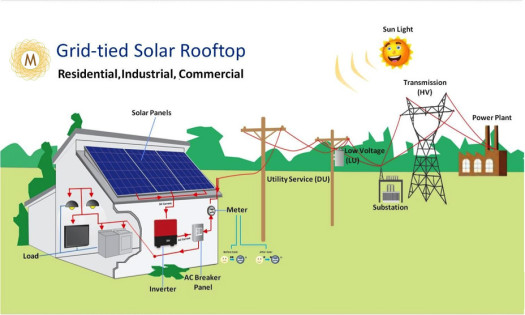 M
Grid-tied Solar Rooftop
Residential,Industrial, Commercial
Sun Light
Transmission
(HV)
Power Plant
Solar Panels
Low Voltage
(LU)
Utility Service (DU)
Substation
Meter
Load
Inverter
AC Breaker
Panel